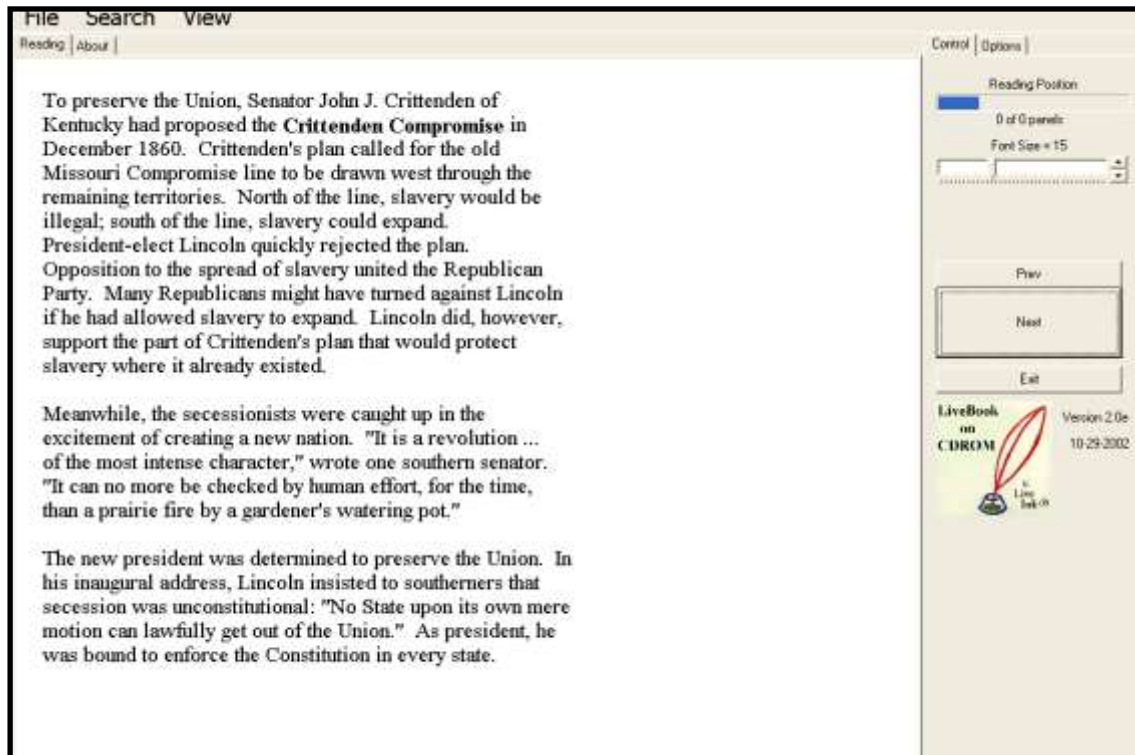 File Search View
Reading About
To preserve the Union, Senator John J. Crittenden of
Kentucky had proposed the Crittenden Compromise in
December 1860. Crittenden's plan called for the old
Missouri Compromise line to be drawn west through the
remaining territories. North of the line, slavery would be
illegal; south of the line, slavery could expand.
President-elect Lincoln quickly rejected the plan.
Opposition to the spread of slavery united the Republican
Party. Many Republicans might have turned against Lincoln
if he had allowed slavery to expand. Lincoln did, however,
support the part of Crittenden's plan that would protect
slavery where it already existed.
Meanwhile, the secessionists were caught up in the
excitement of creating a new nation. "It is a revolution ...
of the most intense character," wrote one southern senator.
"It can no more be checked by human effort, for the time,
than a prairie fire by a gardener's watering pot."
The new president was determined to preserve the Union. In
his inaugural address, Lincoln insisted to southerners that
secession was unconstitutional: "No State upon its own mere
motion can lawfully get out of the Union." As president, he
was bound to enforce the Constitution in every state.
Control Options
Reading Position
0 of 0 panels
Font Size = 15
Prev
Next
Exit
LiveBook
on
CDROM
Live
Ink
Version 2.0e
10-29-2002